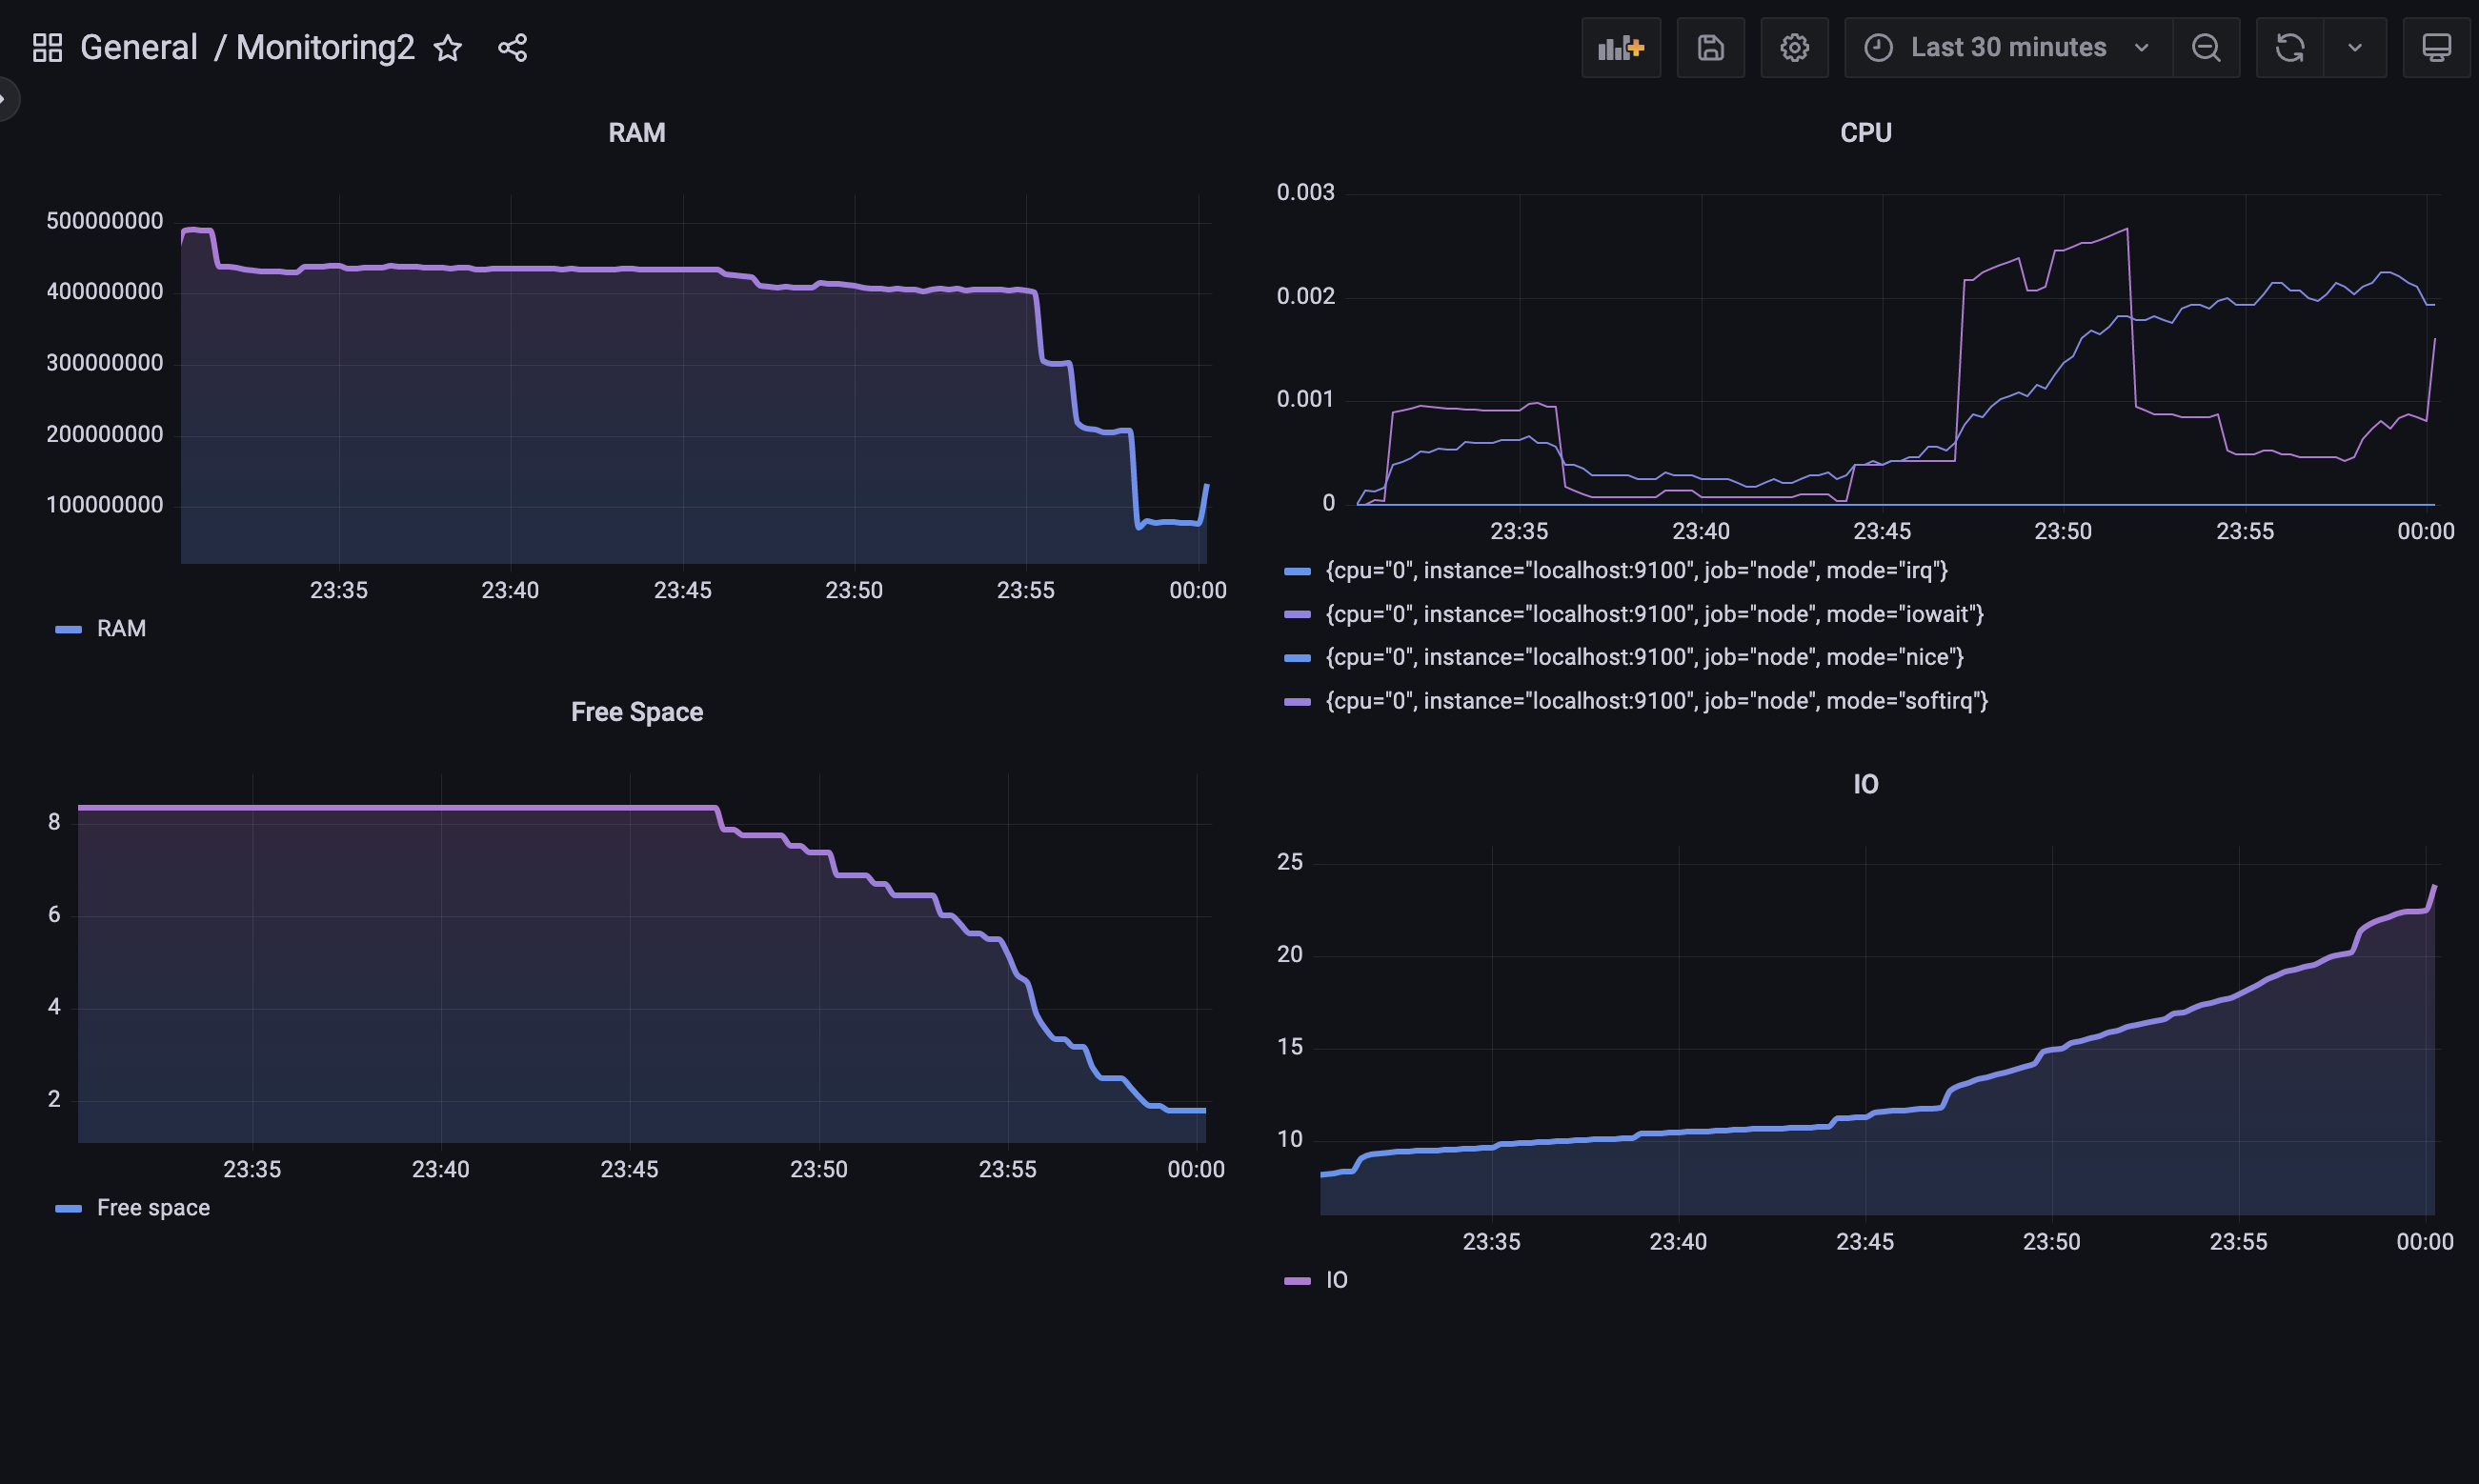 General / Monitoring2
Last 30 minutes
RAM
500000000
400000000
300000000
200000000
100000000
23:35 23:40 23:45 23:50 23:55 00:00
RAM
CPU
0.003
0.002
0.001
0
23:35 23:40 23:45 23:50 23:55 00:00
{cpu="0", instance="localhost:9100", job="node", mode="irq"}
{cpu="0", instance="localhost:9100", job="node", mode="iowait"}
{cpu="0", instance="localhost:9100", job="node", mode="nice"}
{cpu="0", instance="localhost:9100", job="node", mode="softirq"}
Free Space
8
6
4
2
23:35 23:40 23:45 23:50 23:55 00:00
Free space
IO
25
20
15
10
23:35 23:40 23:45 23:50 23:55 00:00
IO